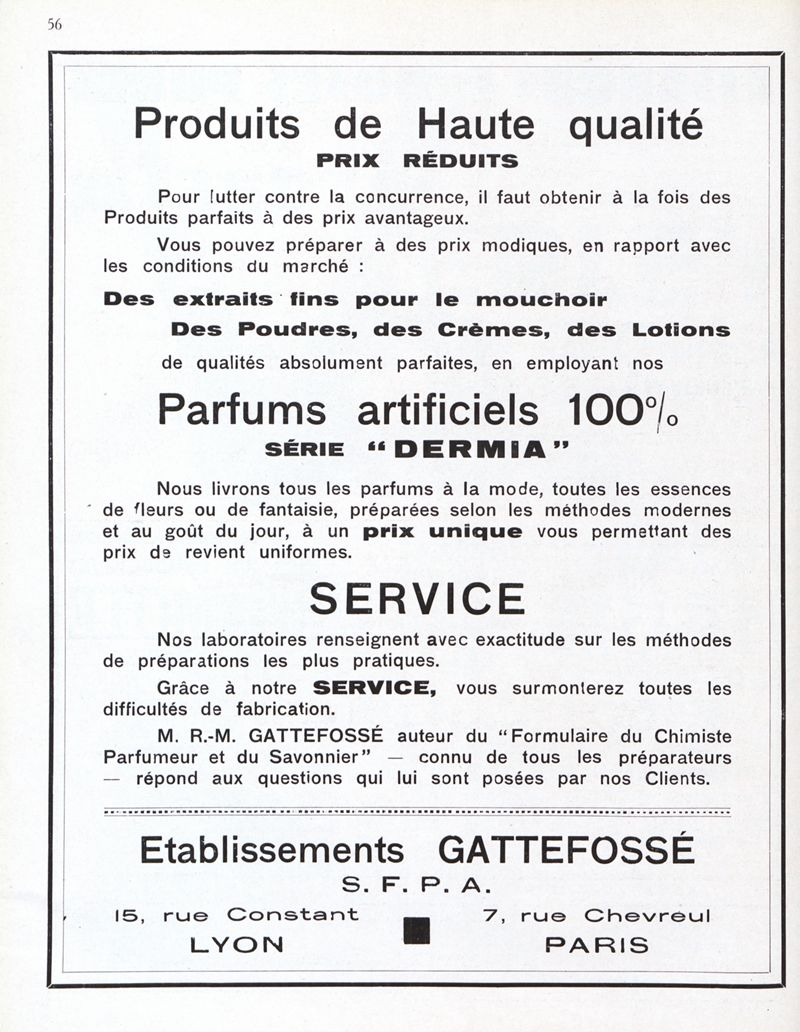 56
Produits de Haute qualité
PRIX RÉDUITS
Pour lutter contre la concurrence, il faut obtenir à la fois des
Produits parfaits à des prix avantageux.
Vous pouvez préparer à des prix modiques, en rapport avec
les conditions du marché :
Des extraits fins pour le mouchoir
Des Poudres, des Crèmes, des Lotions
de qualités absolument parfaites, en employant nos
Parfums artificiels 100%
SÉRIE “DERMIA”
Nous livrons tous les parfums à la mode, toutes les essences
de fleurs ou de fantaisie, préparées selon les méthodes modernes
et au goût du jour, à un prix unique vous permettant des
prix de revient uniformes.
SERVICE
Nos laboratoires renseignent avec exactitude sur les méthodes
de préparations les plus pratiques.
Grâce à notre SERVICE, vous surmonterez toutes les
difficultés de fabrication.
M. R.-M. GATTEFOSSÉ auteur du “Formulaire du Chimiste
Parfumeur et du Savonnier” — connu de tous les préparateurs
— répond aux questions qui lui sont posées par nos Clients.
Etablissements GATTEFOSSÉ
S. F. P. A.
15, rue Constant
LYON
7, rue Chevreul
PARIS